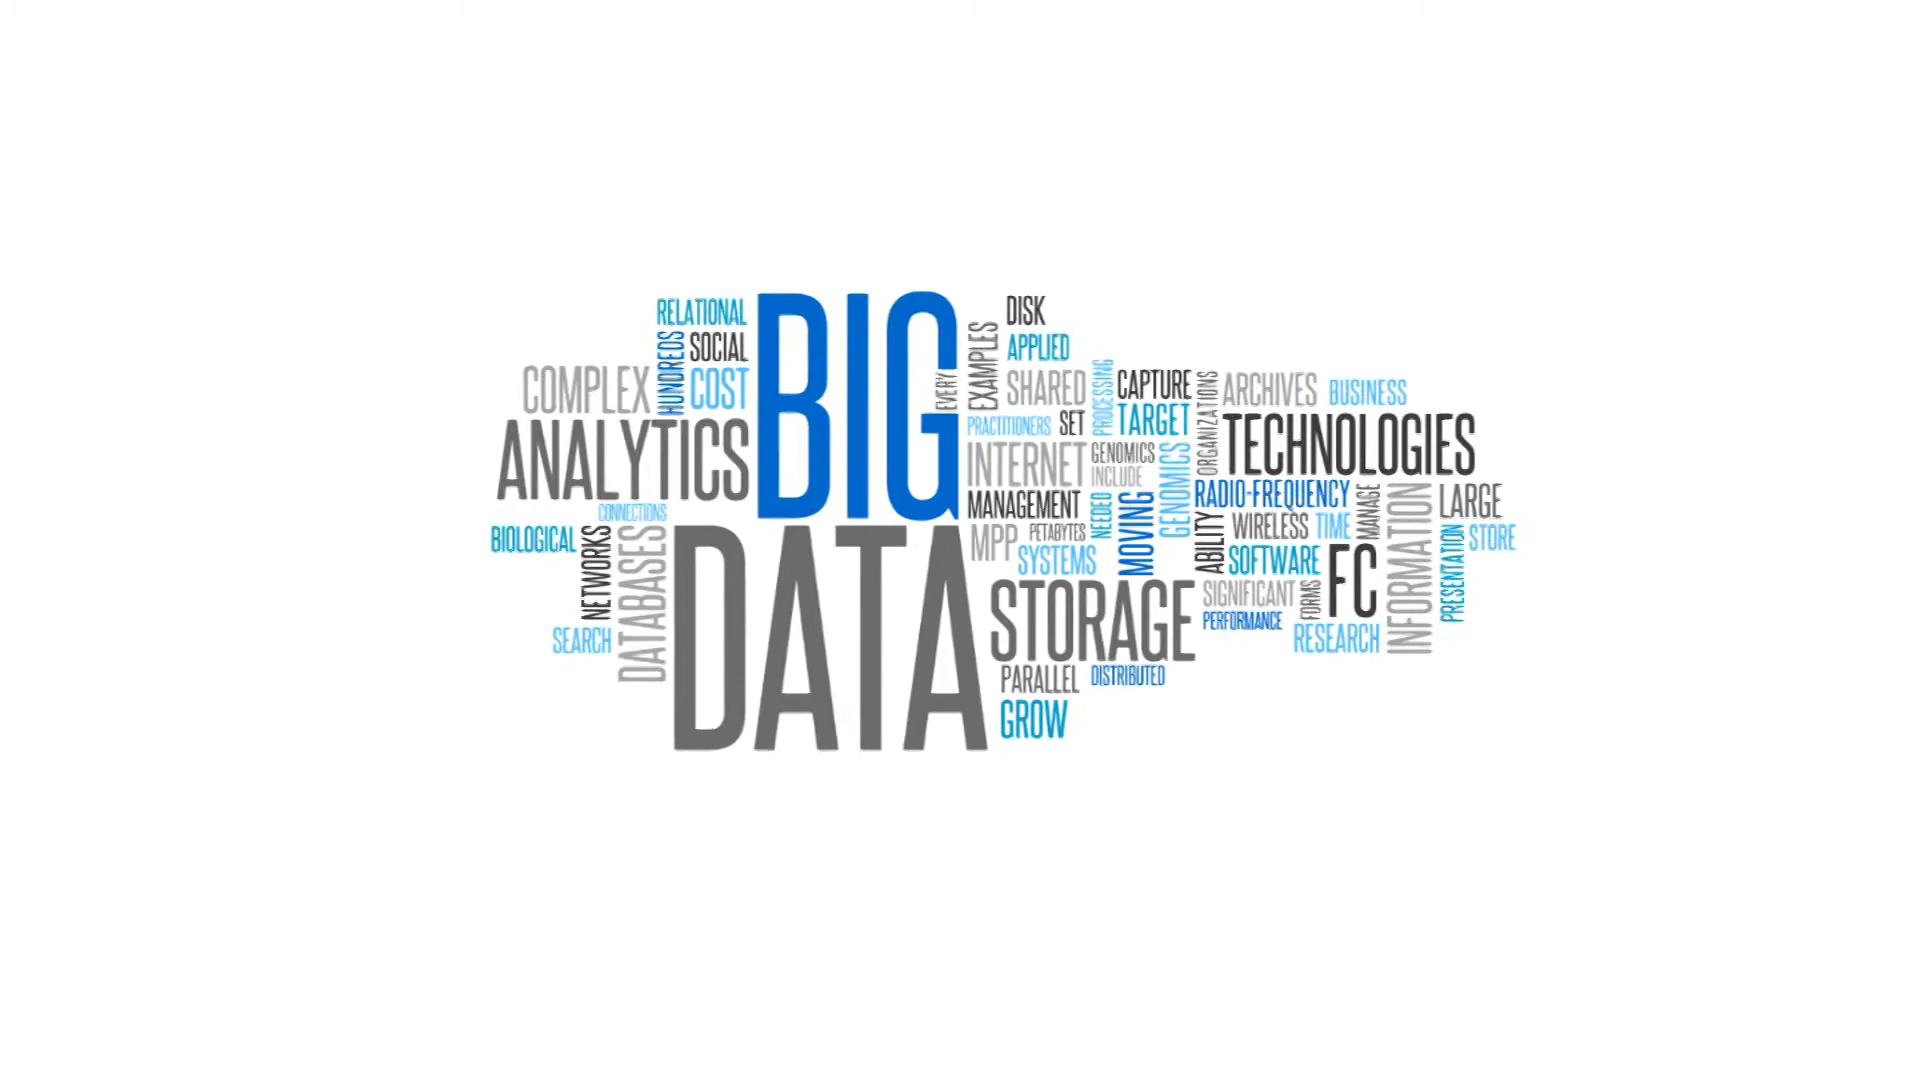 RELATIONAL
HUNDREDS
SOCIAL
COST
COMPLEX
ANALYTICS
BIG
EVERY
EXAMPLES
DISK
APPLIED
SHARED
PRACTITIONERS
SET
PROCESSING
CAPTURE
TARGET
ORGANIZATIONS
ARCHIVES
BUSINESS
TECHNOLOGIES
INTERNET
GENOMICS
INCLUDE
GENOMICS
MANAGEMENT
NEEDED
MOVING
RADIO-FREQUENCY
MANAGE
INFORMATION
LARGE
CONNECTIONS
BIOLOGICAL
NETWORKS
DATABASES
SEARCH
DATA
MPP
PETABYTES
SYSTEMS
ABILITY
WIRELESS
TIME
SOFTWARE
FC
PRESENTATION
STORE
STORAGE
SIGNIFICANT
FORMS
PERFORMANCE
RESEARCH
PARALLEL
DISTRIBUTED
GROW